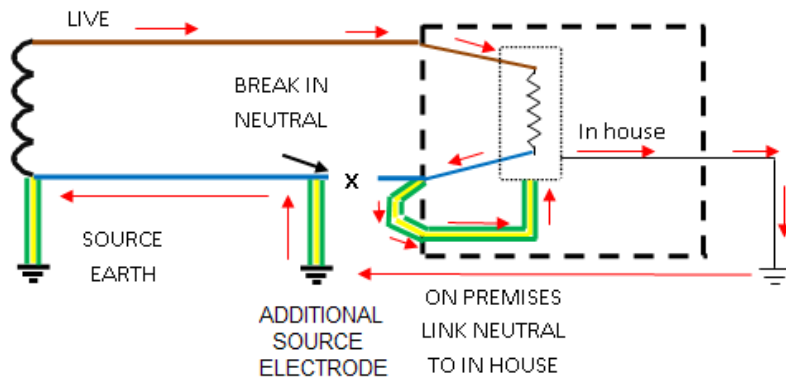 LIVE
BREAK IN
NEUTRAL
In house
X
SOURCE
EARTH
ADDITIONAL
SOURCE
ELECTRODE
ON PREMISES
LINK NEUTRAL
TO IN HOUSE